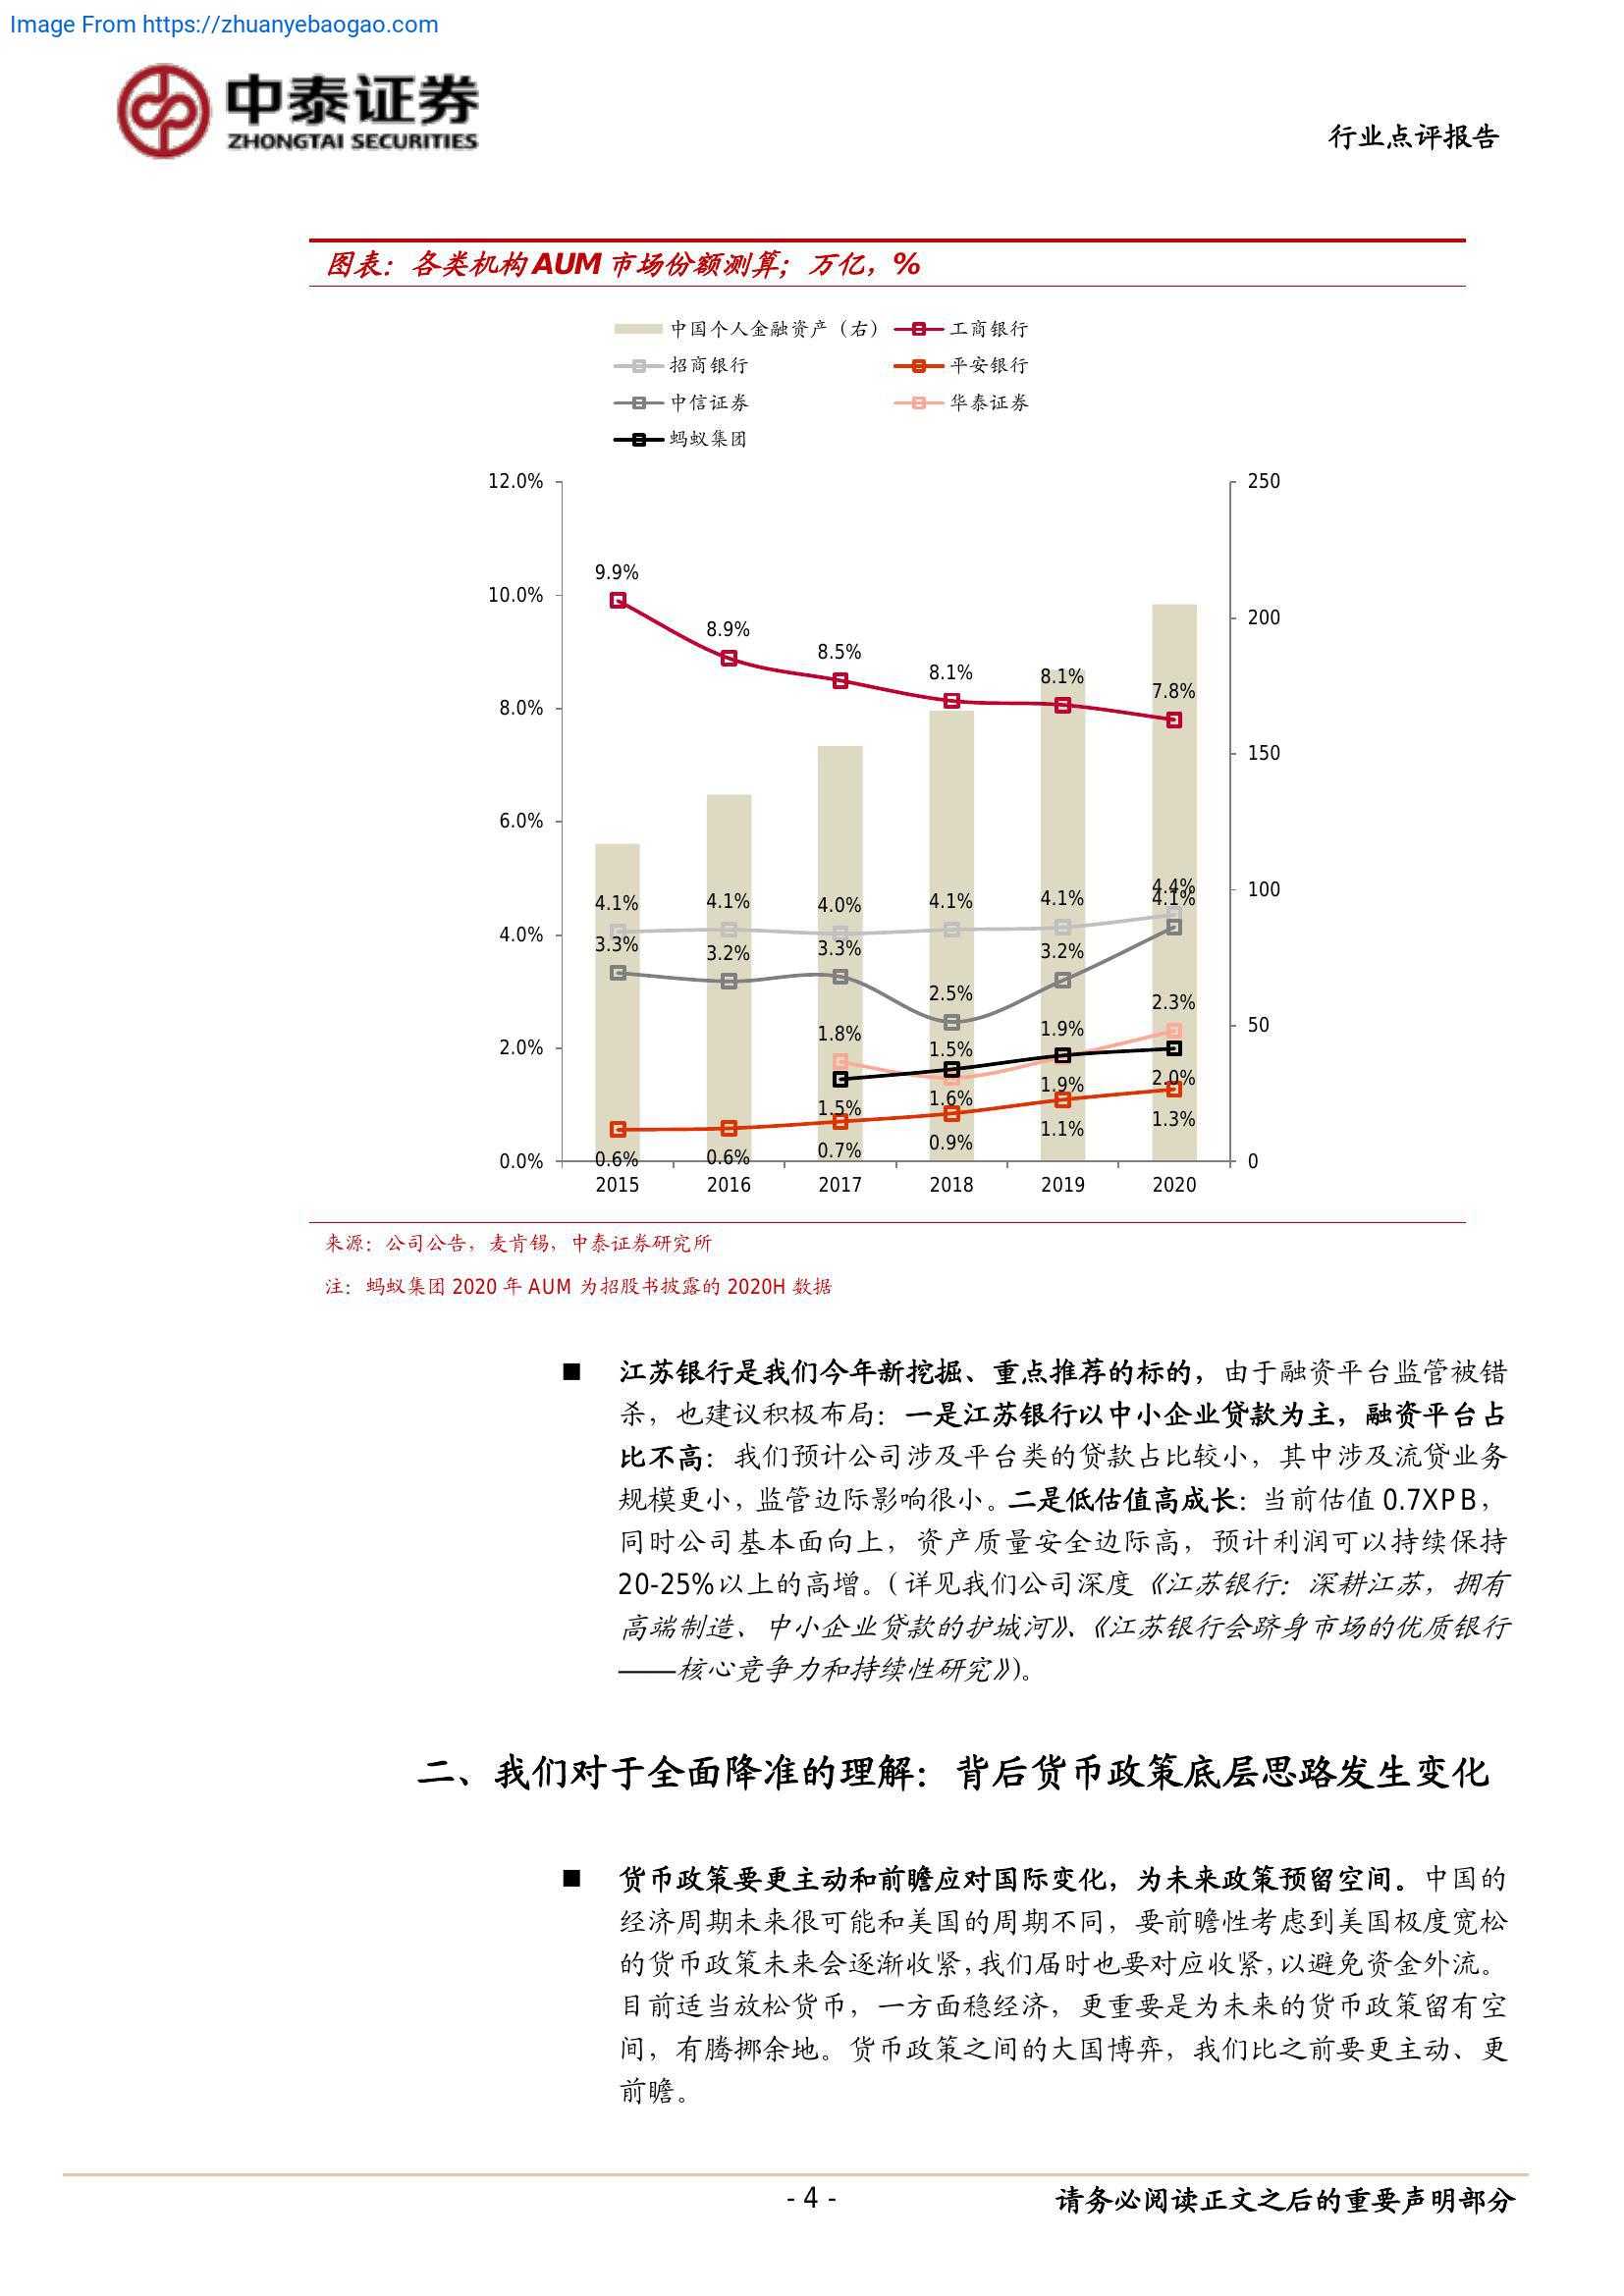 Image From https://zhuanyebaogao.com
中泰证券
ZHONGTAI SECURITIES
行业点评报告
图表：各类机构AUM 市场份额测算；万亿，%
中国个人金融资产（右） 工商银行
招商银行 平安银行
中信证券 华泰证券
蚂蚁集团
12.0% 250
9.9%
10.0% 200
8.9%
8.5%
8.1% 8.1%
7.8%
8.0%
150
6.0%
4.1% 4.1% 4.0% 4.1% 4.1% 4.4%
4.1%
100
4.0%
3.3% 3.2% 3.3% 2.5% 3.2%
2.3%
50
1.8% 1.5% 1.9%
2.0%
1.5% 1.6% 1.9% 2.0%
0.6% 0.6% 0.7% 0.9% 1.1% 1.3%
0.0% 0
2015 2016 2017 2018 2019 2020
来源：公司公告，麦肯锡，中泰证券研究所
注：蚂蚁集团 2020 年 AUM 为招股书披露的 2020H 数据
■ 江苏银行是我们今年新挖掘、重点推荐的标的，由于融资平台监管被错
杀，也建议积极布局：一是江苏银行以中小企业贷款为主，融资平台占
比不高：我们预计公司涉及平台类的贷款占比较小，其中涉及流贷业务
规模更小，监管边际影响很小。二是低估值高成长：当前估值 0.7XPB，
同时公司基本面向上，资产质量安全边际高，预计利润可以持续保持
20-25%以上的高增。（详见我们公司深度《江苏银行：深耕江苏，拥有
高端制造、中小企业贷款的护城河》、《江苏银行会跻身市场的优质银行
——核心竞争力和持续性研究》）。
二、我们对于全面降准的理解：背后货币政策底层思路发生变化
■ 货币政策要更主动和前瞻应对国际变化，为未来政策预留空间。中国的
经济周期未来很可能和美国的周期不同，要前瞻性考虑到美国极度宽松
的货币政策未来会逐渐收紧，我们届时也要对应收紧，以避免资金外流。
目前适当放松货币，一方面稳经济，更重要是为未来的货币政策留有空
间，有腾挪余地。货币政策之间的大国博弈，我们比之前要更主动、更
前瞻。
- 4 -
请务必阅读正文之后的重要声明部分